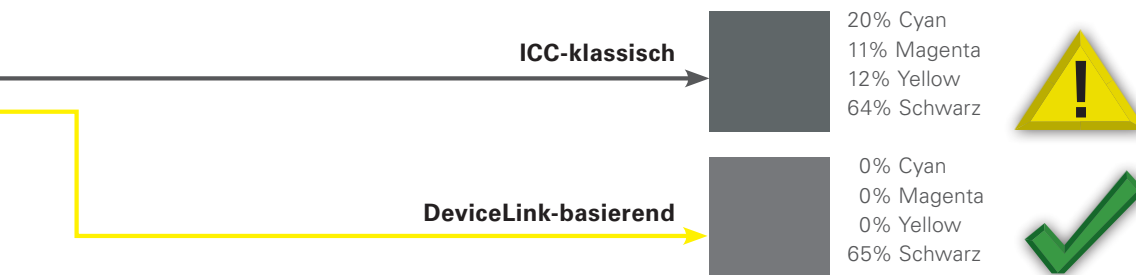 ICC-klassisch
20% Cyan
11% Magenta
12% Yellow
64% Schwarz
!
DeviceLink-basierend
0% Cyan
0% Magenta
0% Yellow
65% Schwarz